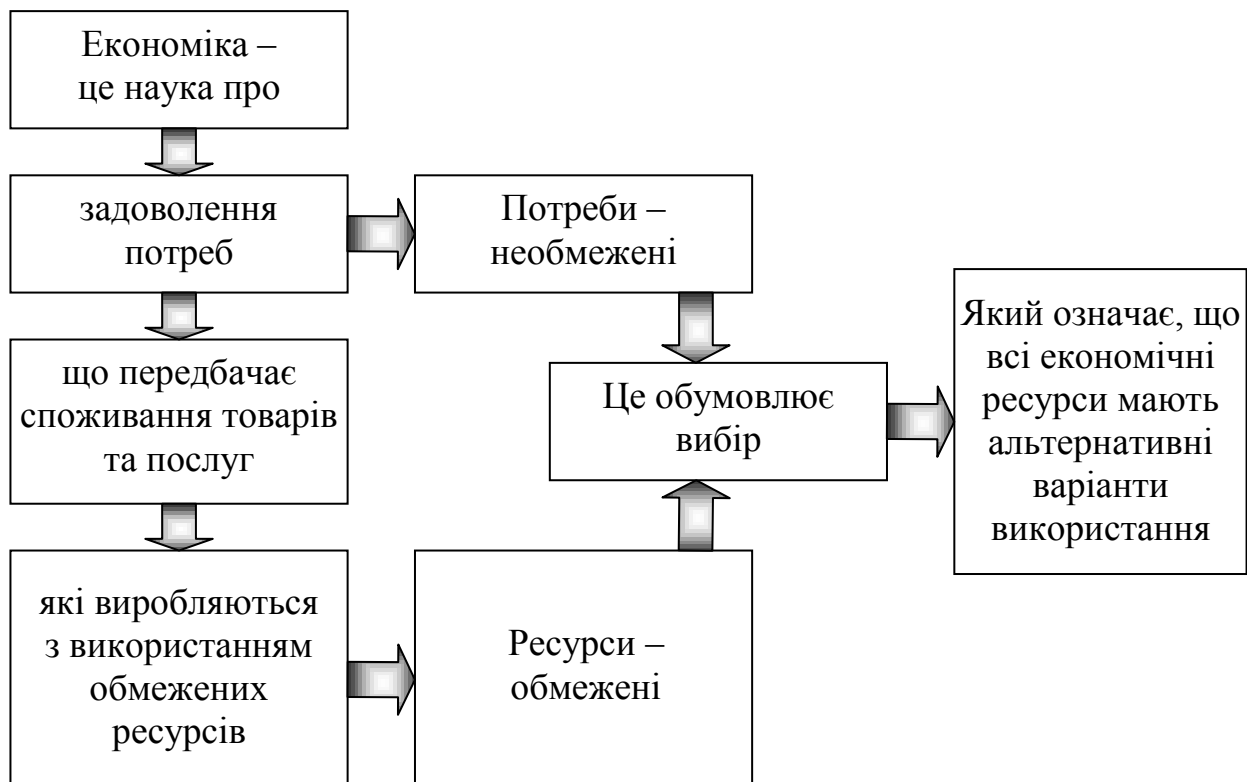 Економіка –
це наука про
задоволення
потреб
Потреби –
необмежені
що передбачає
споживання товарів
та послуг
Це обумовлює
вибір
Який означає, що
всі економічні
ресурси мають
альтернативні
варіанти
використання
які виробляються
з використанням
обмежених
ресурсів
Ресурси –
обмежені